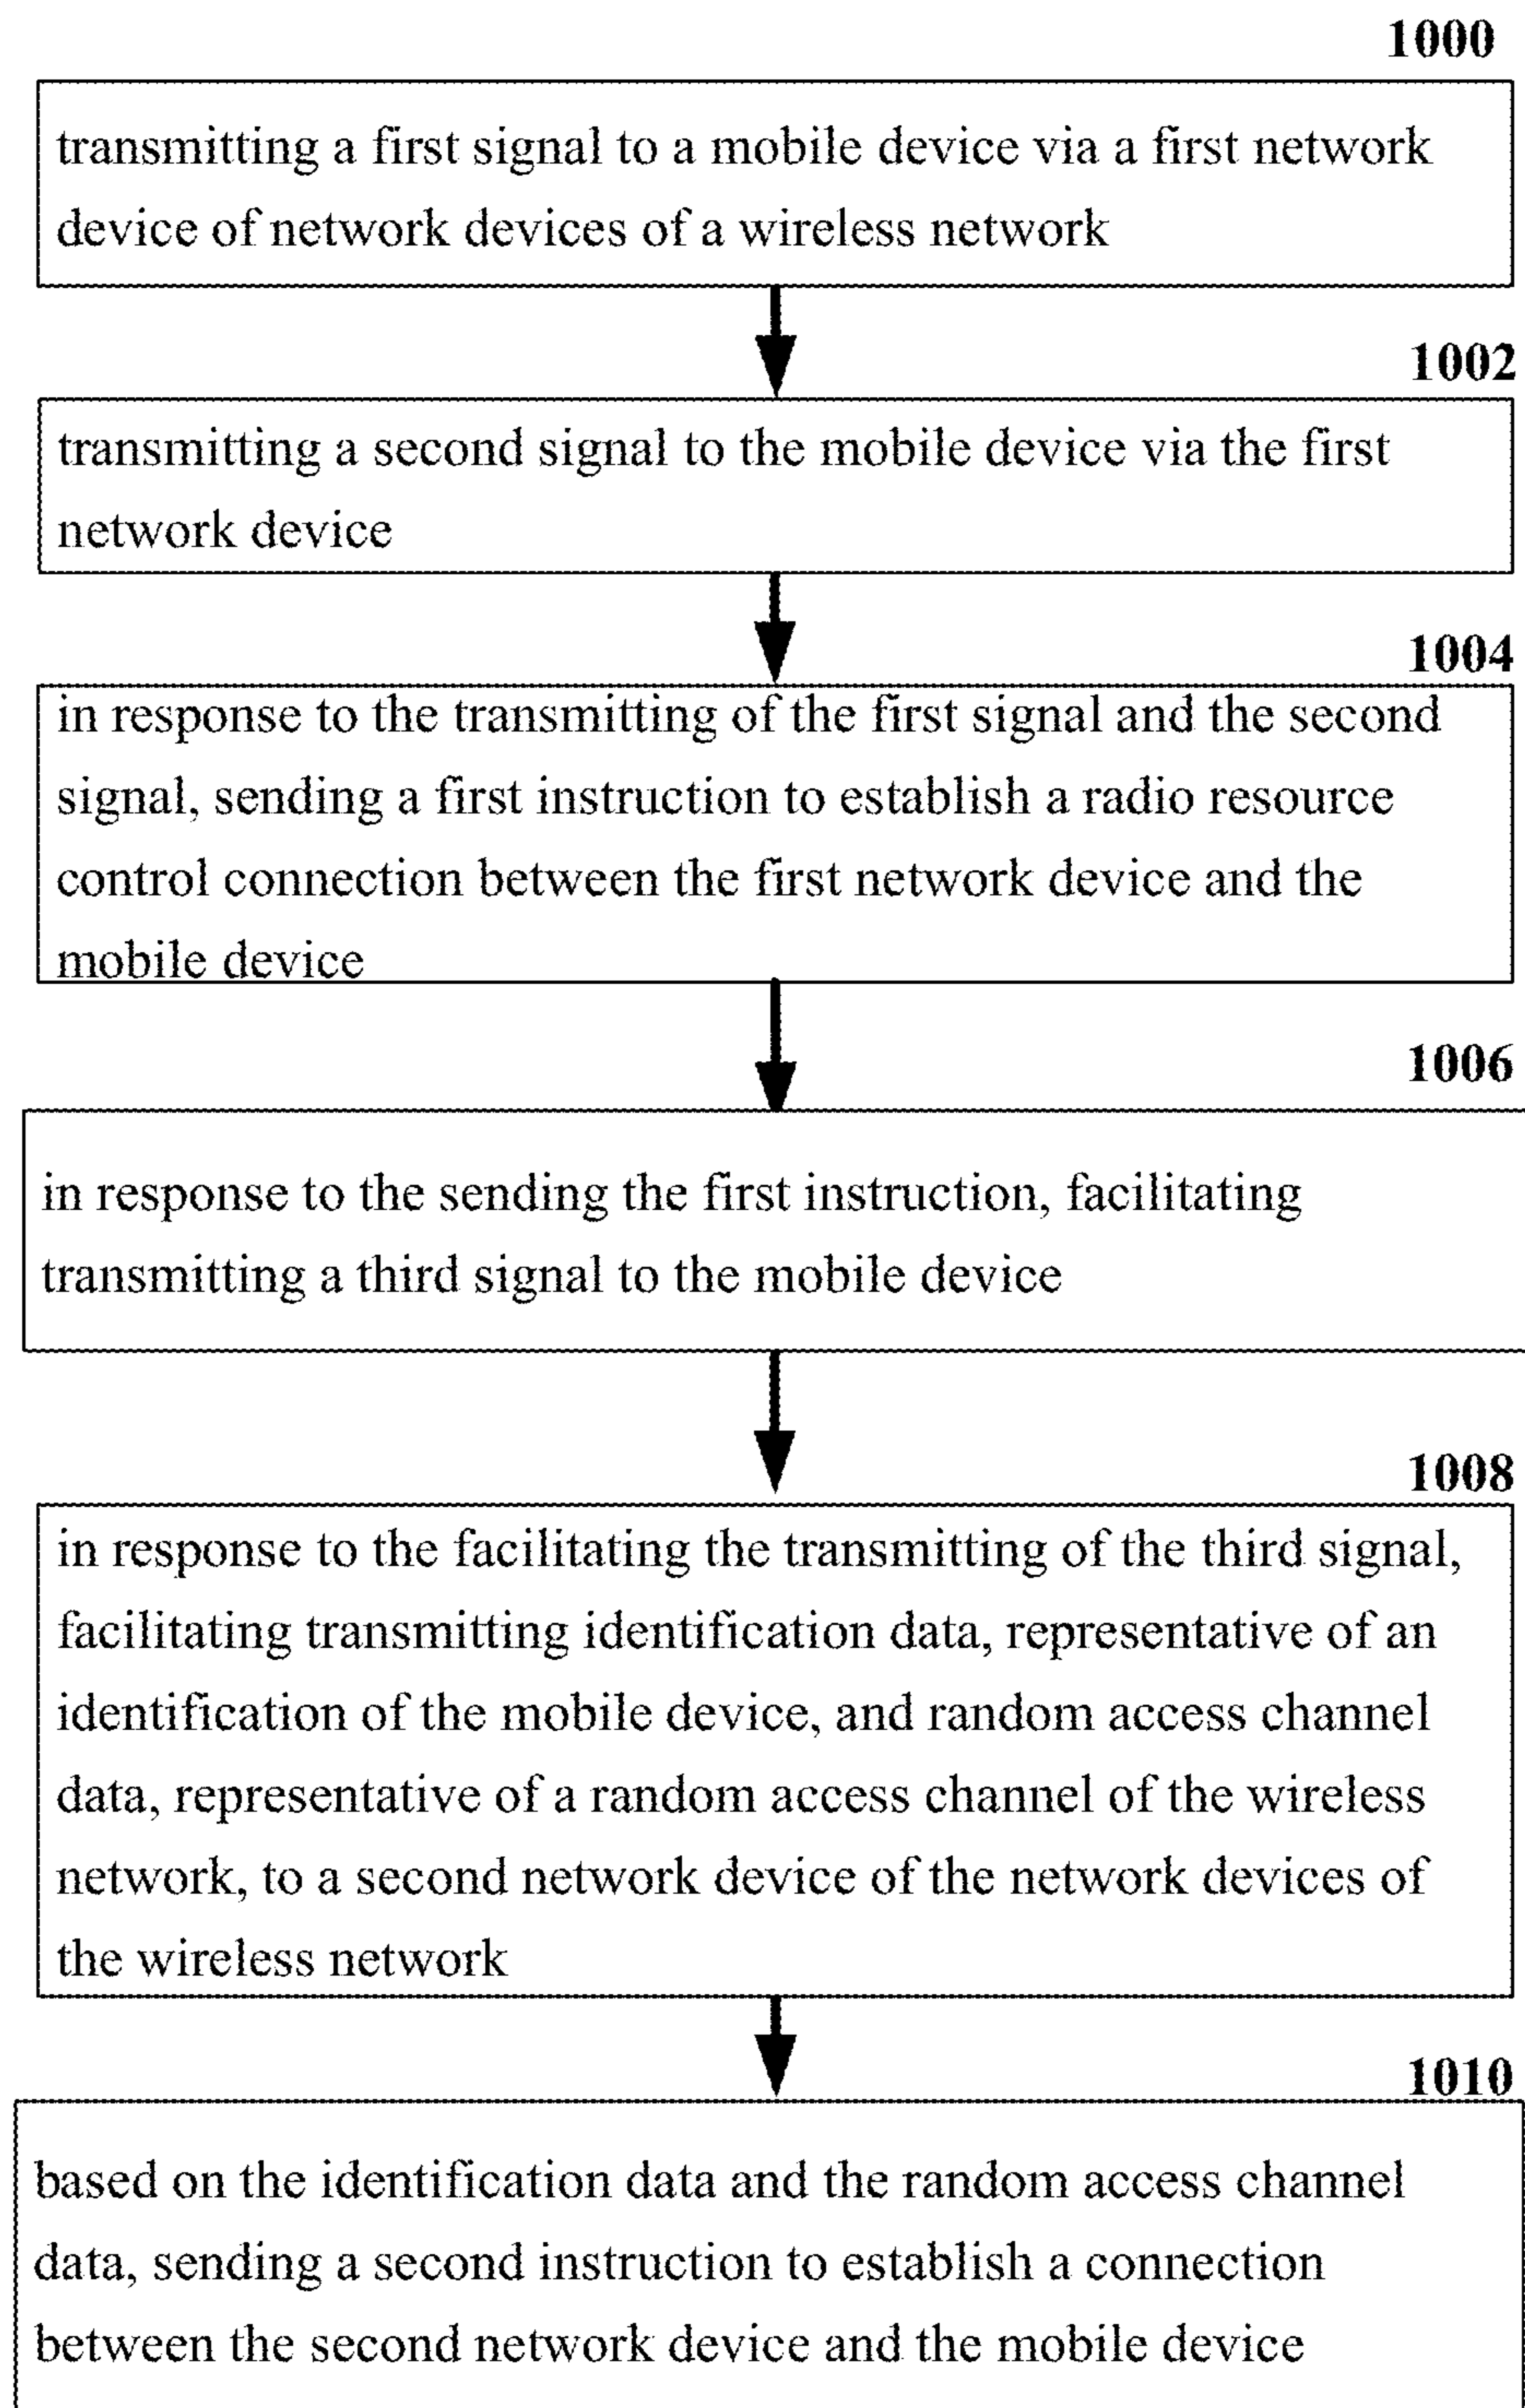 1000
transmitting a first signal to a mobile device via a first network
device of network devices of a wireless network
1002
transmitting a second signal to the mobile device via the first
network device
1004
in response to the transmitting of the first signal and the second
signal, sending a first instruction to establish a radio resource
control connection between the first network device and the
mobile device
1006
in response to the sending the first instruction, facilitating
transmitting a third signal to the mobile device
1008
in response to the facilitating the transmitting of the third signal,
facilitating transmitting identification data, representative of an
identification of the mobile device, and random access channel
data, representative of a random access channel of the wireless
network, to a second network device of the network devices of
the wireless network
1010
based on the identification data and the random access channel
data, sending a second instruction to establish a connection
between the second network device and the mobile device